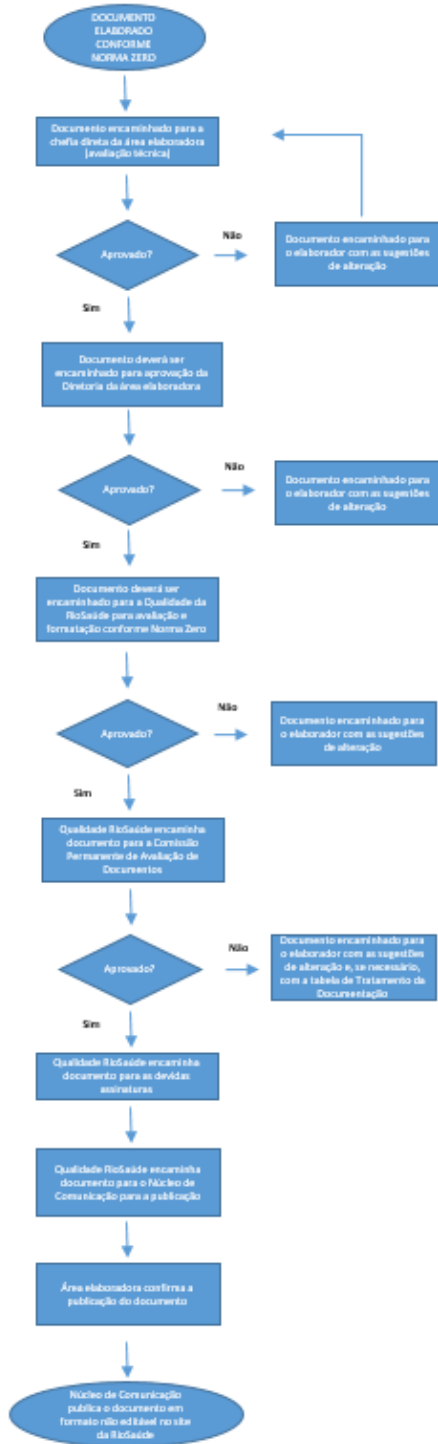 DOCUMENTO
ELABORADO
CONFORME
NORMA ZERO
Documento encaminhado para a
chefia direta da área elaboradora
(avaliação técnica)
Aprovado?
Não
Documento encaminhado para
o elaborador com as sugestões
de alteração
Sim
Documento deverá ser
encaminhado para aprovação da
Diretoria da área elaboradora
Aprovado?
Não
Documento encaminhado para
o elaborador com as sugestões
de alteração
Sim
Documento deverá ser
encaminhado para a Qualidade da
RioSaúde para avaliação e
formatação conforme Norma Zero
Aprovado?
Não
Documento encaminhado para
o elaborador com as sugestões
de alteração
Sim
Qualidade RioSaúde encaminha
documento para a Comissão
Permanente de Avaliação de
Documentos
Aprovado?
Não
Documento encaminhado para
o elaborador com as sugestões
de alteração e, se necessário,
com a tabela de Tratamento da
Documentação
Sim
Qualidade RioSaúde encaminha
documento para as devidas
assinaturas
Qualidade RioSaúde encaminha
documento para o Núcleo de
Comunicação para a publicação
Área elaboradora confirma a
publicação do documento
Núcleo de Comunicação
publica o documento em
formato não editável no site
da RioSaúde